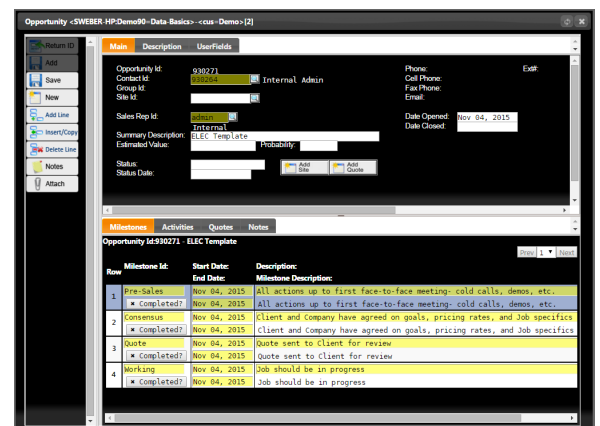 Opportunity <SWEBER-HP:Demo90-Data-Basics>-<cus-Demo>[2]
Return ID
Add
Save
New
Add Line
Insert/Copy
Delete Line
Notes
Attach
Main Description UserFields
Opportunity Id: 930271
Contact Id: 930264 Internal Admin
Group Id:
Site Id:
Sales Rep Id: admin
Internal
Summary Description: ELEC Template
Estimated Value: Probability:
Status:
Status Date:
Add Site
Add Quote
Phone: Ext#:
Cell Phone:
Fax Phone:
Email:
Date Opened: Nov 04, 2015
Date Closed:
Milestones Activities Quotes Notes
Opportunity Id:930271 - ELEC Template
Prev 1 Next
Row Milestone Id: Start Date: Description:
End Date: Milestone Description:
1 Pre-Sales Nov 04, 2015 All actions up to first face-to-face meeting- cold calls, demos, etc.
× Completed? Nov 04, 2015 All actions up to first face-to-face meeting- cold calls, demos, etc.
2 Consensus Nov 04, 2015 Client and Company have agreed on goals, pricing rates, and Job specifics
× Completed? Nov 04, 2015 Client and Company have agreed on goals, pricing rates, and Job specifics
3 Quote Nov 04, 2015 Quote sent to Client for review
× Completed? Nov 04, 2015 Quote sent to Client for review
4 Working Nov 04, 2015 Job should be in progress
× Completed? Nov 04, 2015 Job should be in progress